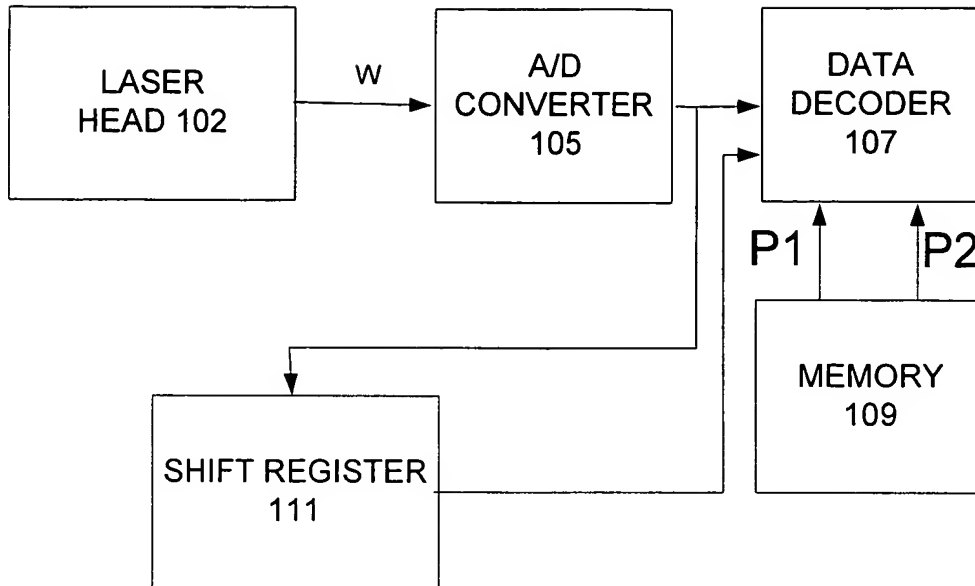 LASER
HEAD 102
W
A/D
CONVERTER
105
DATA
DECODER
107
P1
P2
MEMORY
109
SHIFT REGISTER
111